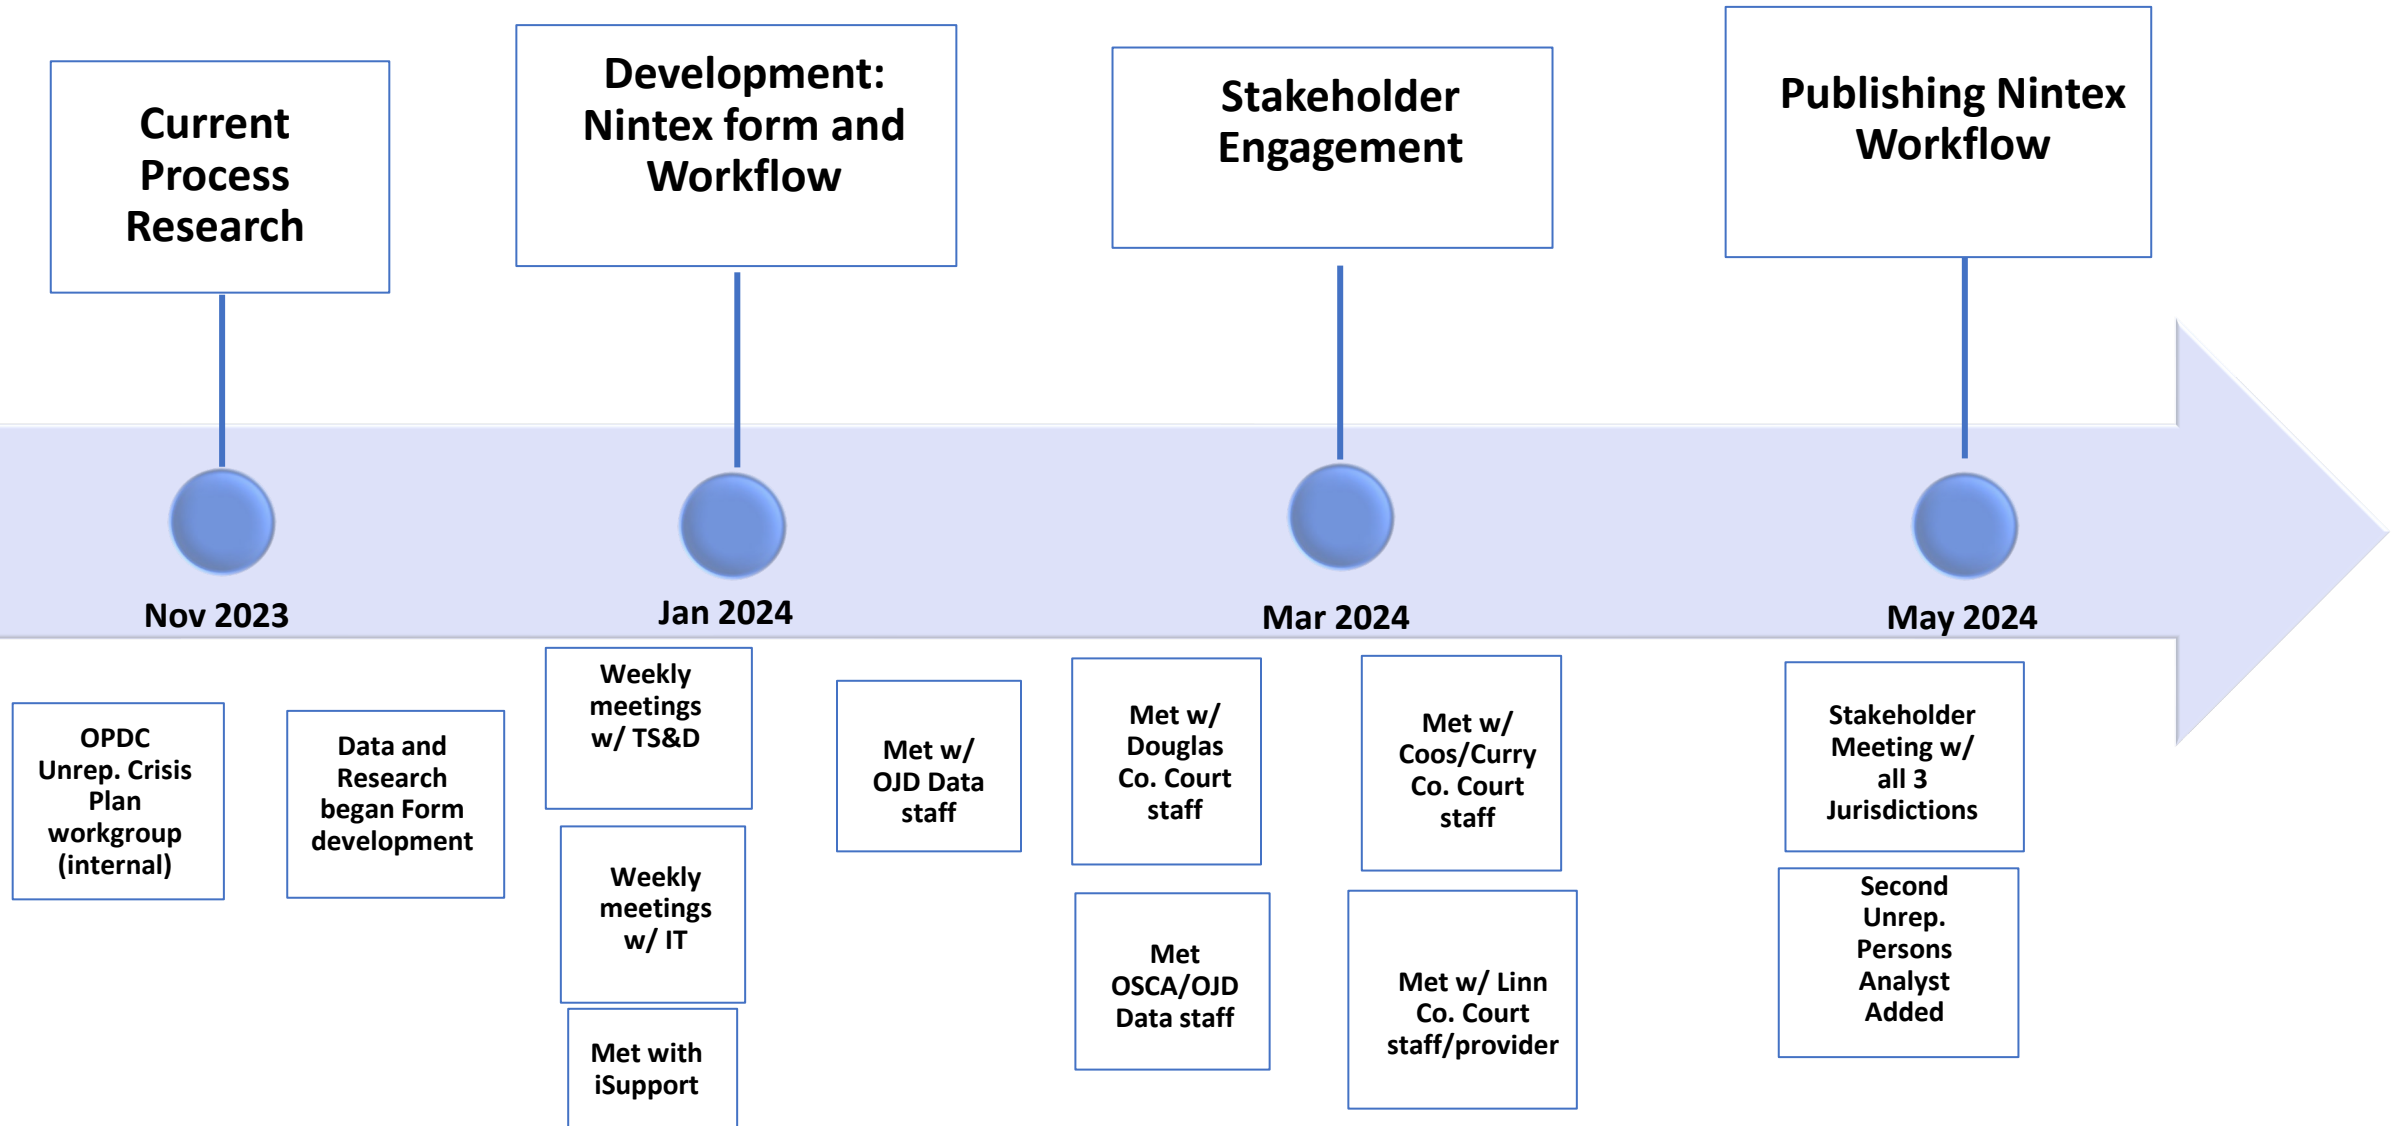 Current
Process
Research
Development:
Nintex form and
Workflow
Stakeholder
Engagement
Publishing Nintex
Workflow
Nov 2023
Jan 2024
Mar 2024
May 2024
OPDC
Unrep. Crisis
Plan
workgroup
(internal)
Data and
Research
began Form
development
Weekly
meetings
w/ TS&D
Weekly
meetings
w/ IT
Met with
iSupport
Met w/
OJD Data
staff
Met w/
Douglas
Co. Court
staff
Met
OSCA/OJD
Data staff
Met w/
Coos/Curry
Co. Court
staff
Met w/ Linn
Co. Court
staff/provider
Stakeholder
Meeting w/
all 3
Jurisdictions
Second
Unrep.
Persons
Analyst
Added